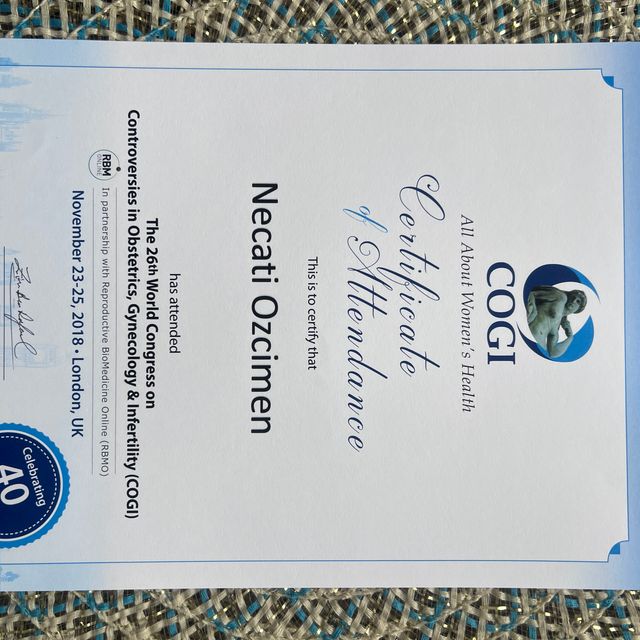 COGI
All About Women's Health
Certificate
of Attendance
This is to certify that
Necati Ozcimen
has attended
The 26th World Congress on
Controversies in Obstetrics, Gynecology & Infertility (COGI)
RBM
ONLINE
In partnership with Reproductive BioMedicine Online (RBMO)
November 23-25, 2018 • London, UK
Celebrating
40